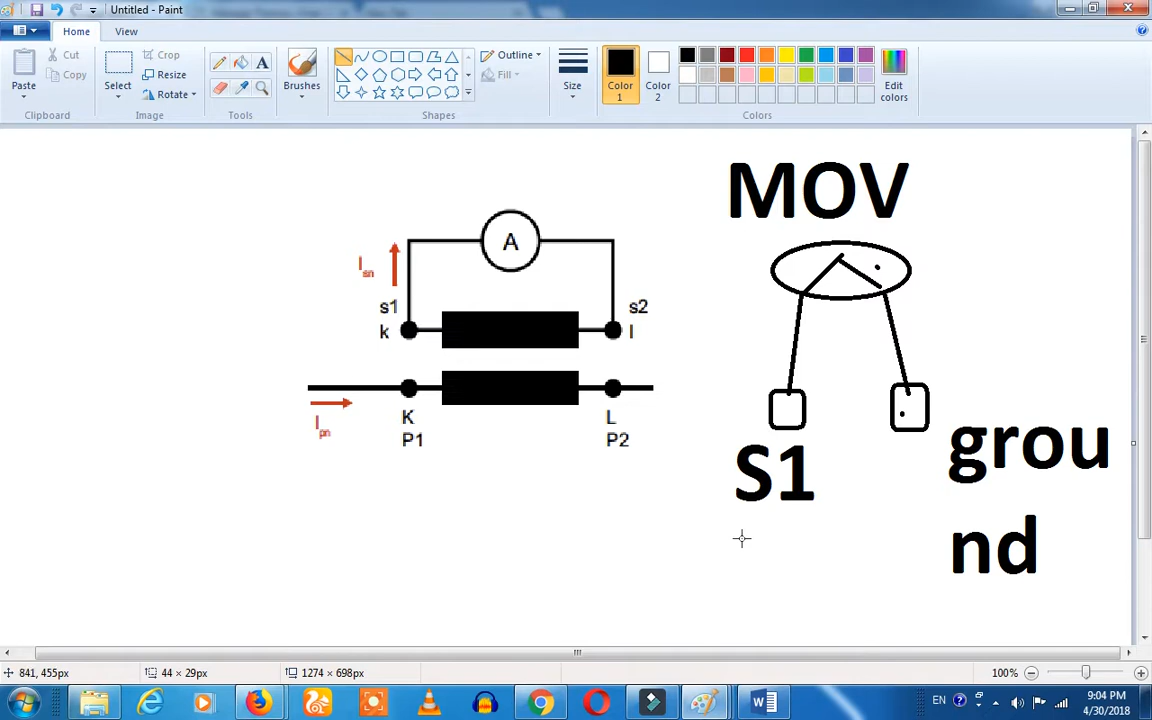 Untitled - Paint
Home
View
Paste
Cut
Copy
Clipboard
Select
Crop
Resize
Rotate
Image
A
Tools
Brushes
Outline
Fill
Shapes
Size
Color 1
Color 2
Edit colors
Colors
MOV
A
Isn
s1
k
s2
l
Ipn
K
P1
L
P2
S1
grou
nd
841, 455px
44 × 29px
1274 × 698px
100%
EN
9:04 PM
4/30/2018